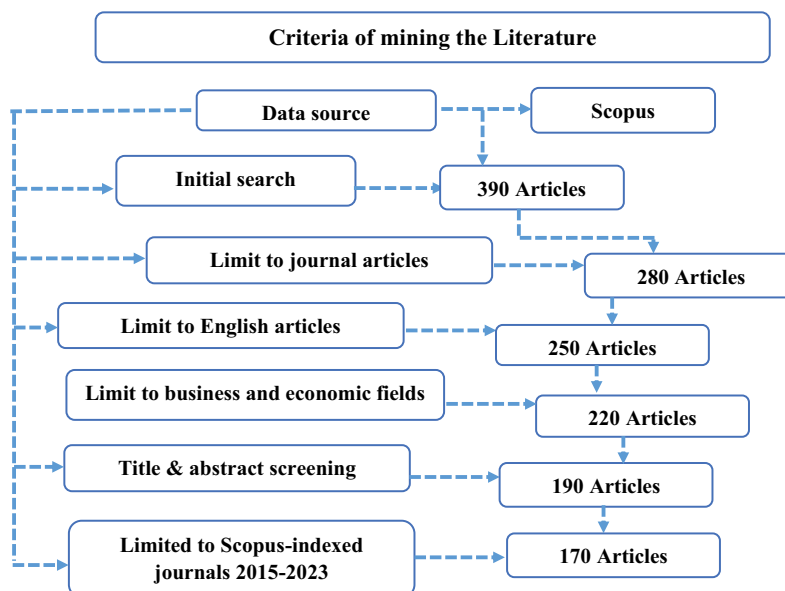 Criteria of mining the Literature
Data source
Scopus
Initial search
390 Articles
Limit to journal articles
280 Articles
Limit to English articles
250 Articles
Limit to business and economic fields
220 Articles
Title & abstract screening
190 Articles
Limited to Scopus-indexed
journals 2015-2023
170 Articles